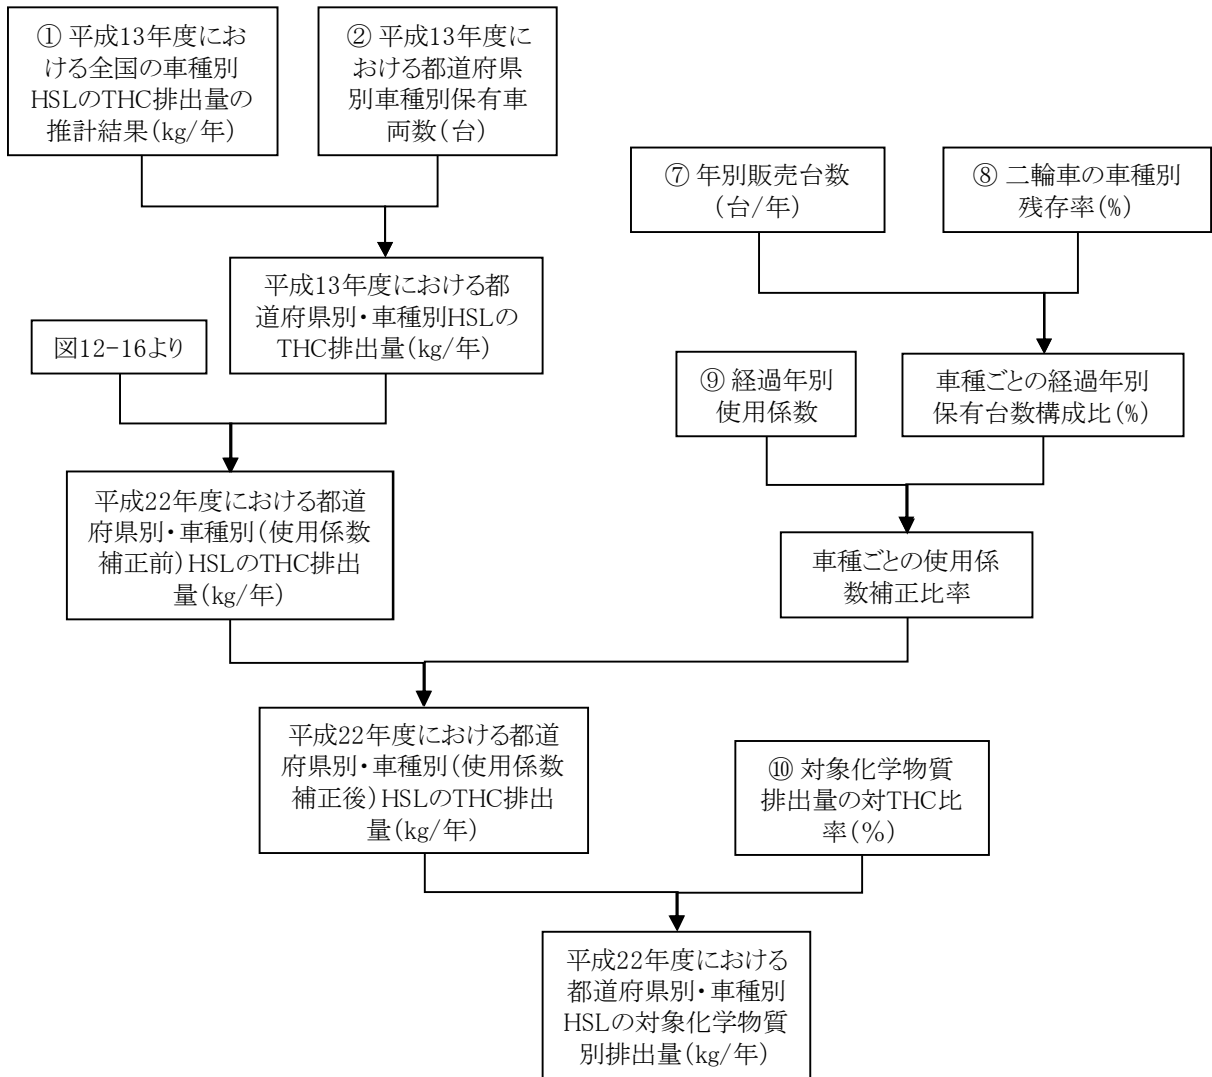 ① 平成13年度にお
ける全国の車種別
HSLのTHC排出量の
推計結果(kg/年)
② 平成13年度に
おける都道府県
別車種別保有車
両数(台)
⑦ 年別販売台数
(台/年)
⑧ 二輪車の車種別
残存率(%)
平成13年度における都
道府県別・車種別HSLの
THC排出量(kg/年)
図12-16より
⑨ 経過年別
使用係数
車種ごとの経過年別
保有台数構成比(%)
平成22年度における都道
府県別・車種別(使用係数
補正前)HSLのTHC排出
量(kg/年)
車種ごとの使用係
数補正比率
平成22年度における都道
府県別・車種別(使用係数
補正後)HSLのTHC排出
量(kg/年)
⑩ 対象化学物質
排出量の対THC比
率(%)
平成22年度における
都道府県別・車種別
HSLの対象化学物質
別排出量(kg/年)